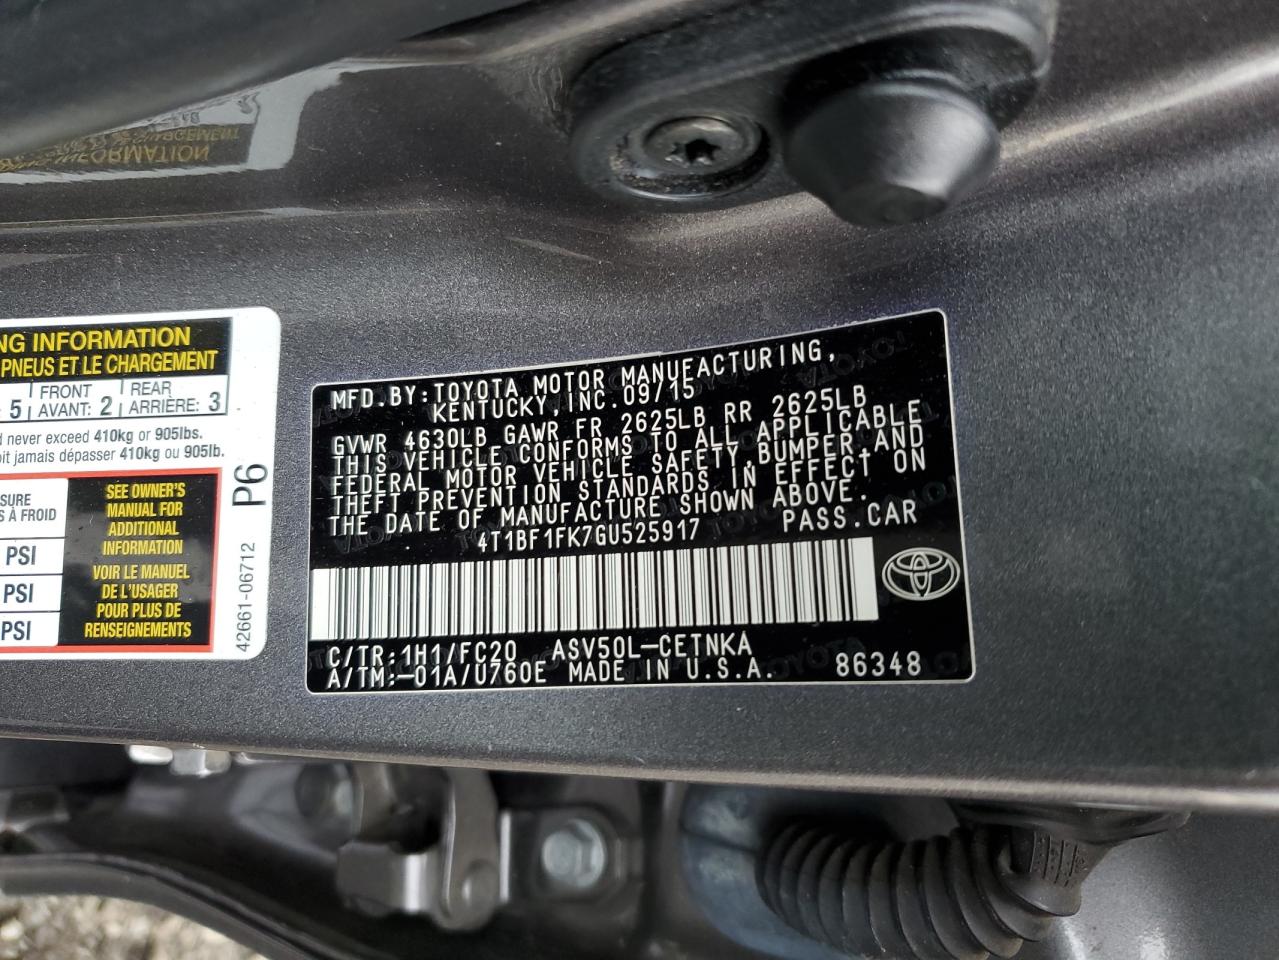 NG INFORMATION
PNEUS ET LE CHARGEMENT
5 FRONT AVANT: 2 REAR ARRIÈRE: 3
never exceed 410kg or 905lbs.
oit jamais dépasser 410kg ou 905lb.
SURE
À FROID
PSI
PSI
PSI
SEE OWNER'S
MANUAL FOR
ADDITIONAL
INFORMATION
VOIR LE MANUEL
DE L'USAGER
POUR PLUS DE
RENSEIGNEMENTS
P6
42661-06712
MFD.BY:TOYOTA MOTOR MANUFACTURING,
KENTUCKY,INC.09/15
GVWR 4630LB GAWR FR 2625LB RR 2625LB
THIS VEHICLE CONFORMS TO ALL APPLICABLE
FEDERAL MOTOR VEHICLE SAFETY,BUMPER,AND
THEFT PREVENTION STANDARDS IN EFFECT ON
THE DATE OF MANUFACTURE SHOWN ABOVE.
4T1BF1FK7GU525917 PASS.CAR
C/TR:1H1/FC20 ASV50L-CETNKA
A/TM:-01A/U760E MADE IN U.S.A. 86348